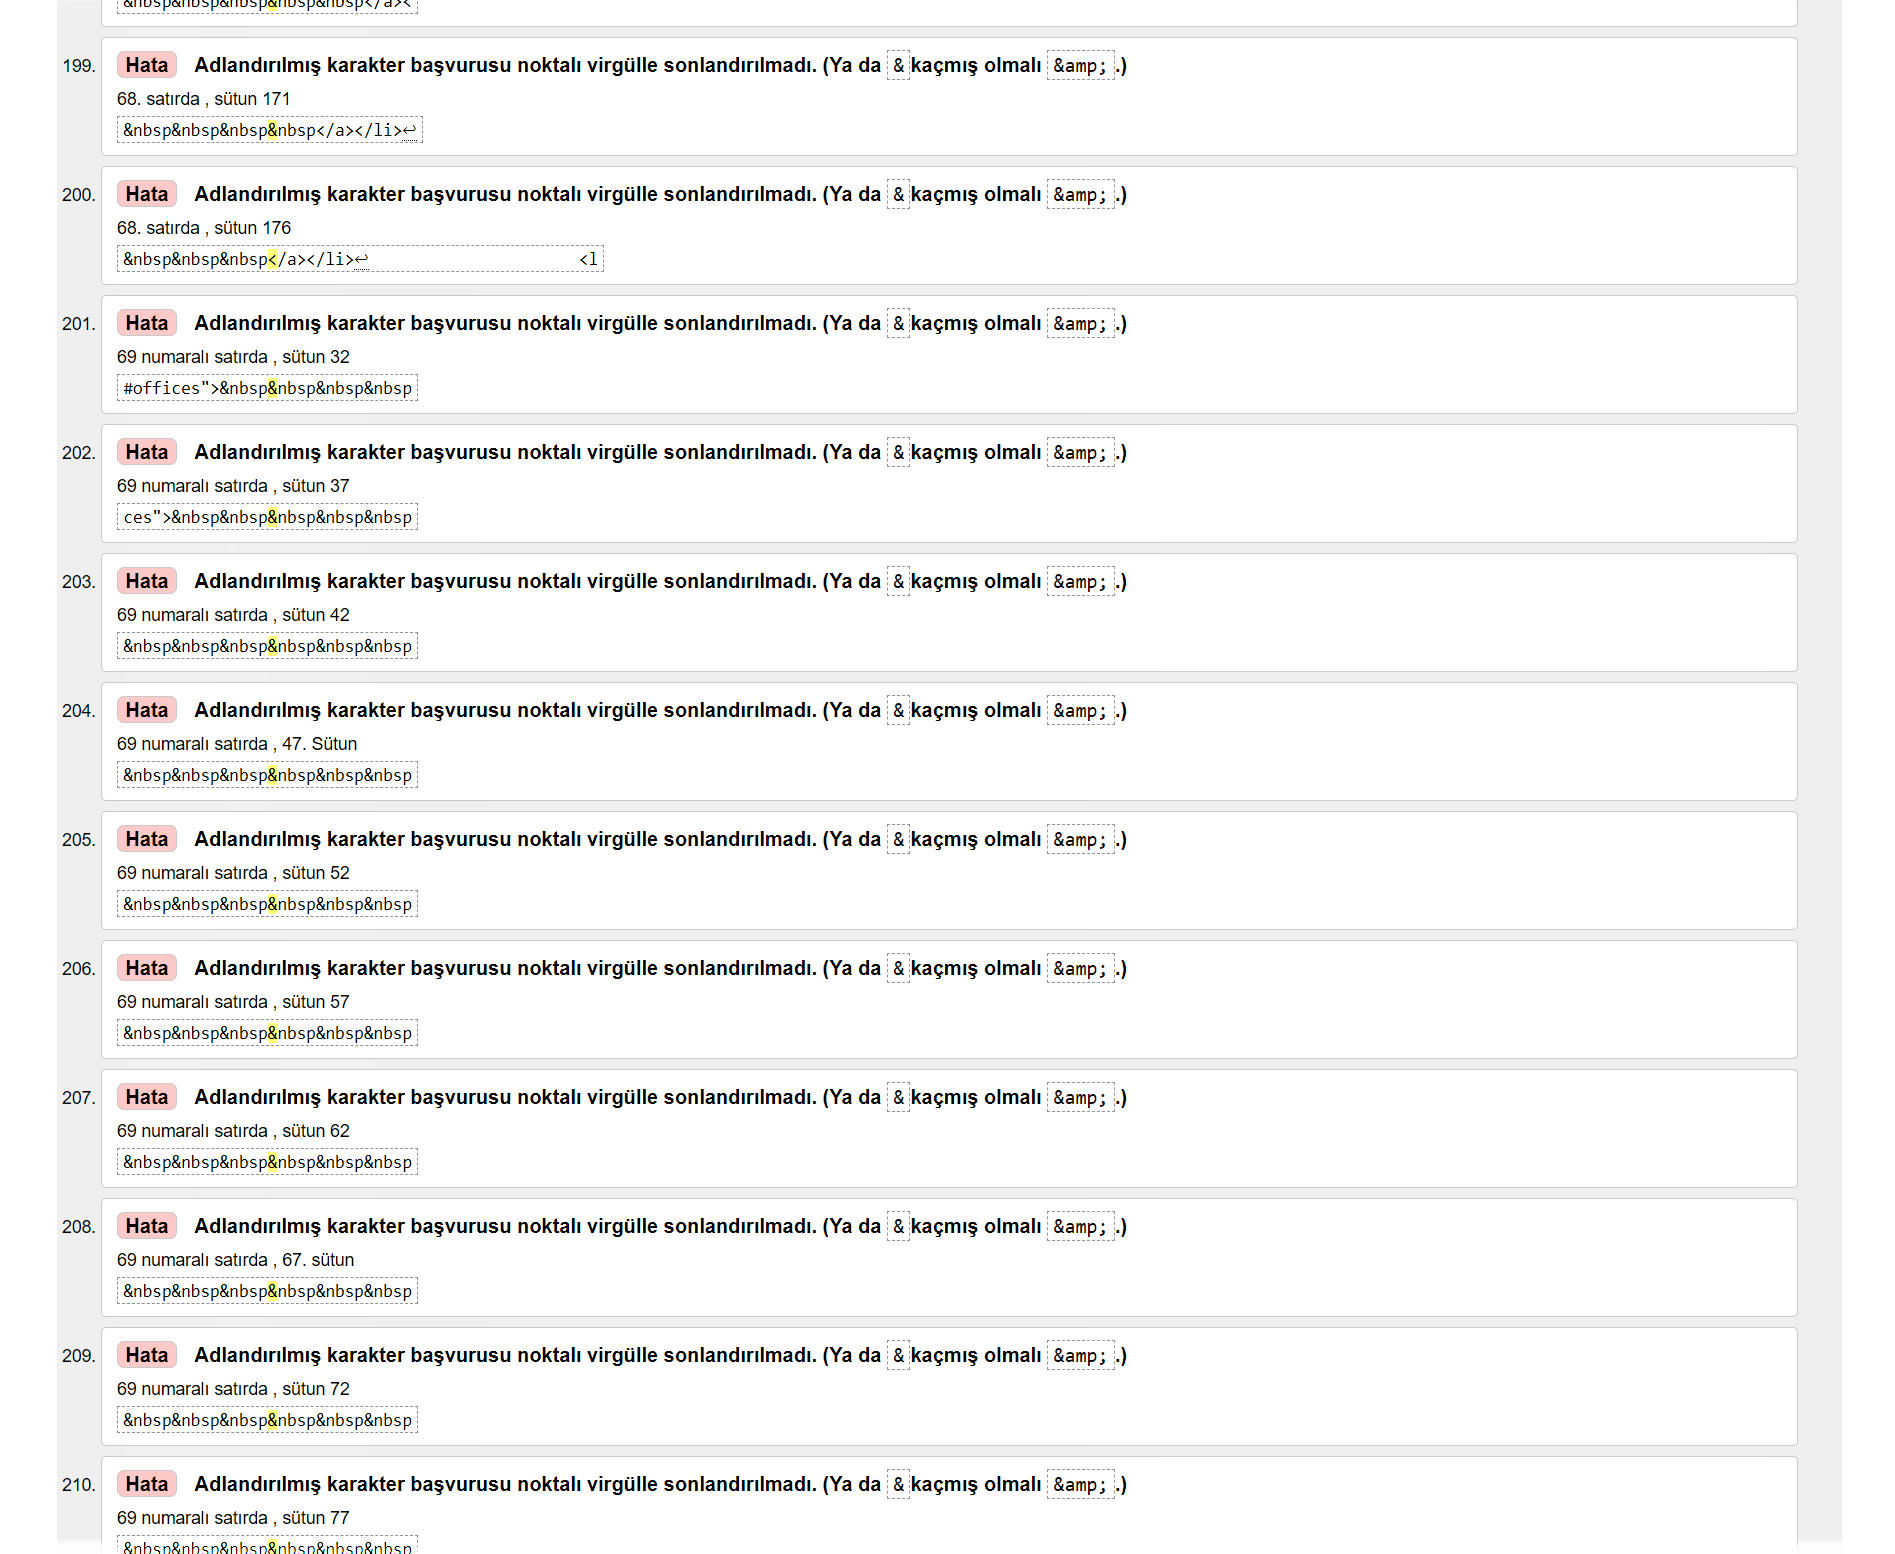 &nbsp&nbsp&nbsp&nbsp&nbsp</a><
199. Hata Adlandırılmış karakter başvurusu noktalı virgülle sonlandırılmadı. (Ya da & kaçmış olmalı &amp; .)
68. satırda , sütun 171
&nbsp&nbsp&nbsp&nbsp</a></li>↩
200. Hata Adlandırılmış karakter başvurusu noktalı virgülle sonlandırılmadı. (Ya da & kaçmış olmalı &amp; .)
68. satırda , sütun 176
&nbsp&nbsp&nbsp</a></li>↩ <l
201. Hata Adlandırılmış karakter başvurusu noktalı virgülle sonlandırılmadı. (Ya da & kaçmış olmalı &amp; .)
69 numaralı satırda , sütun 32
#offices">&nbsp&nbsp&nbsp&nbsp
202. Hata Adlandırılmış karakter başvurusu noktalı virgülle sonlandırılmadı. (Ya da & kaçmış olmalı &amp; .)
69 numaralı satırda , sütun 37
ces">&nbsp&nbsp&nbsp&nbsp&nbsp
203. Hata Adlandırılmış karakter başvurusu noktalı virgülle sonlandırılmadı. (Ya da & kaçmış olmalı &amp; .)
69 numaralı satırda , sütun 42
&nbsp&nbsp&nbsp&nbsp&nbsp&nbsp
204. Hata Adlandırılmış karakter başvurusu noktalı virgülle sonlandırılmadı. (Ya da & kaçmış olmalı &amp; .)
69 numaralı satırda , 47. Sütun
&nbsp&nbsp&nbsp&nbsp&nbsp&nbsp
205. Hata Adlandırılmış karakter başvurusu noktalı virgülle sonlandırılmadı. (Ya da & kaçmış olmalı &amp; .)
69 numaralı satırda , sütun 52
&nbsp&nbsp&nbsp&nbsp&nbsp&nbsp
206. Hata Adlandırılmış karakter başvurusu noktalı virgülle sonlandırılmadı. (Ya da & kaçmış olmalı &amp; .)
69 numaralı satırda , sütun 57
&nbsp&nbsp&nbsp&nbsp&nbsp&nbsp
207. Hata Adlandırılmış karakter başvurusu noktalı virgülle sonlandırılmadı. (Ya da & kaçmış olmalı &amp; .)
69 numaralı satırda , sütun 62
&nbsp&nbsp&nbsp&nbsp&nbsp&nbsp
208. Hata Adlandırılmış karakter başvurusu noktalı virgülle sonlandırılmadı. (Ya da & kaçmış olmalı &amp; .)
69 numaralı satırda , 67. sütun
&nbsp&nbsp&nbsp&nbsp&nbsp&nbsp
209. Hata Adlandırılmış karakter başvurusu noktalı virgülle sonlandırılmadı. (Ya da & kaçmış olmalı &amp; .)
69 numaralı satırda , sütun 72
&nbsp&nbsp&nbsp&nbsp&nbsp&nbsp
210. Hata Adlandırılmış karakter başvurusu noktalı virgülle sonlandırılmadı. (Ya da & kaçmış olmalı &amp; .)
69 numaralı satırda , sütun 77
&nbsp&nbsp&nbsp&nbsp&nbsp&nbsp